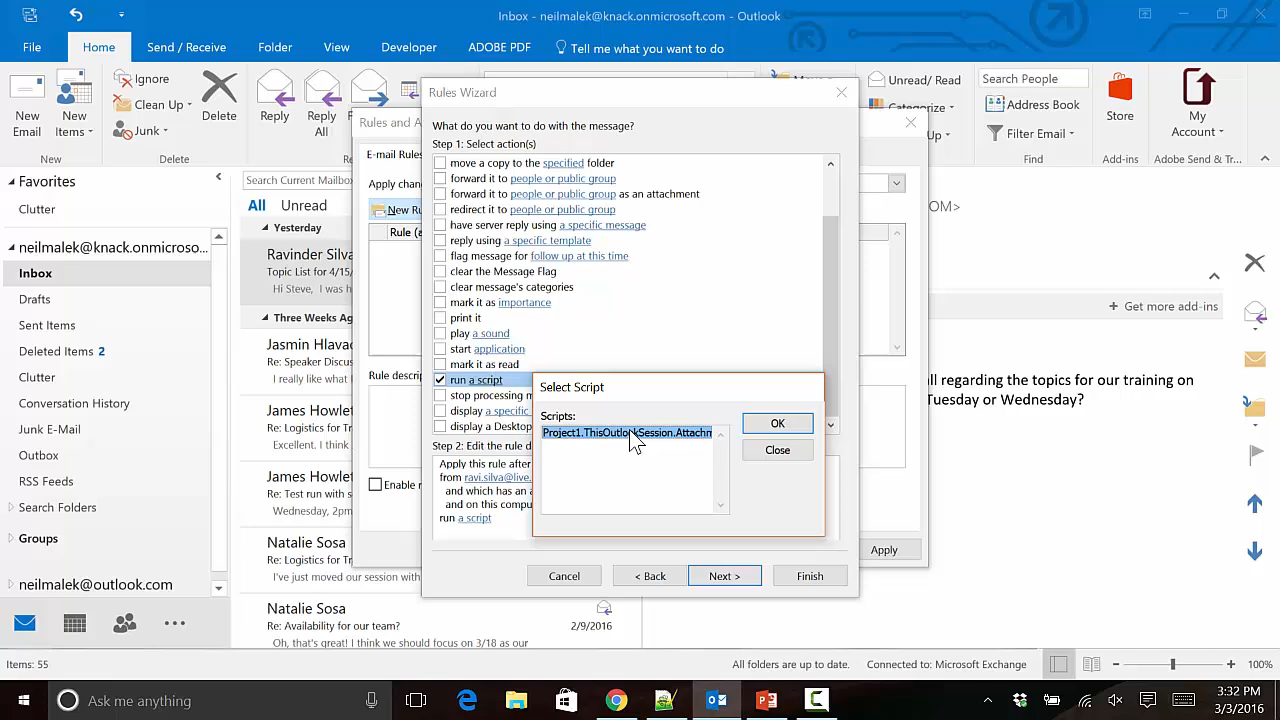 Inbox - neilmalek@knack.onmicrosoft.com - Outlook
File Home Send / Receive Folder View Developer ADOBE PDF Tell me what you want to do
New Email
New Items
New
Ignore
Clean Up
Junk
Delete
Delete
Reply
Reply All
Unread/ Read
Search People
Address Book
Filter Email
Find
Store
Add-ins
My Account
Adobe Send & Tr...
Favorites
Clutter
neilmalek@knack.onmicroso...
Inbox
Drafts
Sent Items
Deleted Items 2
Clutter
Conversation History
Junk E-Mail
Outbox
RSS Feeds
Search Folders
Groups
neilmalek@outlook.com
Search Current Mailbo
All Unread
Yesterday
Ravinder Silva
Topic List for 4/15/
Hi Steve, I was h
Three Weeks Ag
Jasmin Hlavac
Re: Speaker Discus
I really like what I
James Howlet
Re: Logistics for T
Excellent. I think
James Howlet
Re: Test run with s
Wednesday, 2pm
Natalie Sosa
Re: Logistics for Tr
I've just moved our session with
Natalie Sosa
Re: Availability for our team?
2/9/2016
Oh, that's great! I think we should focus on 3/18 as our
Rules and A
E-mail Rules
Apply chang
New Ru
Rule (a
Rule descrip
Enable r
Apply
Rules Wizard
What do you want to do with the message?
Step 1: Select action(s)
move a copy to the specified folder
forward it to people or public group
forward it to people or public group as an attachment
redirect it to people or public group
have server reply using a specific message
reply using a specific template
flag message for follow up at this time
clear the Message Flag
clear message's categories
mark it as importance
print it
play a sound
start application
mark it as read
run a script
stop processing m
display a specific
display a Desktop
Step 2: Edit the rule d
Apply this rule after
from ravi.silva@live.
and which has an a
and on this compu
run a script
Cancel < Back Next > Finish
Select Script
Scripts:
Project1.ThisOutlookSession.Attachm
OK
Close
OM>
Get more add-ins
all regarding the topics for our training on
Tuesday or Wednesday?
Items: 55
All folders are up to date. Connected to: Microsoft Exchange 100%
Ask me anything
3:32 PM
3/3/2016